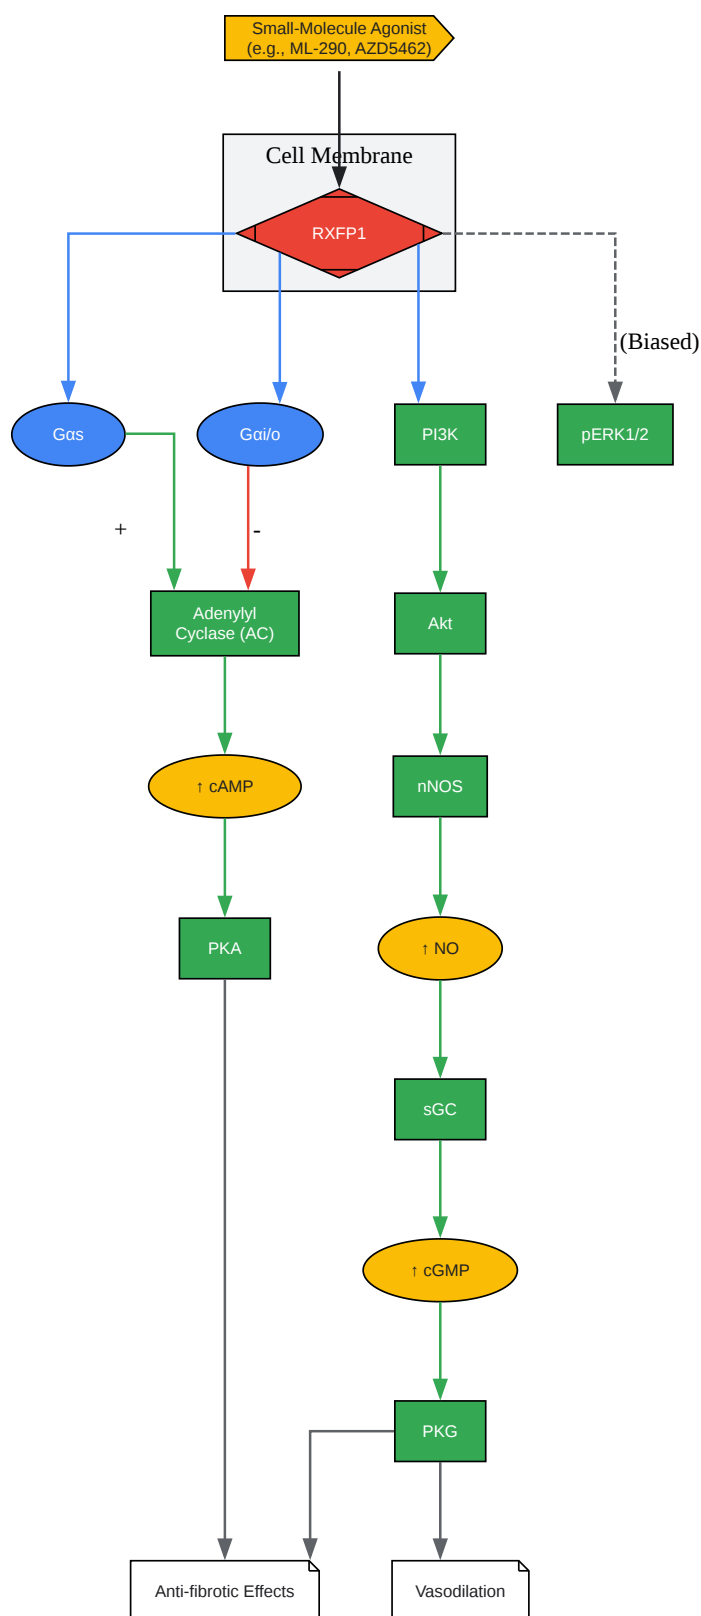 Small-Molecule Agonist
(e.g., ML-290, AZD5462)
Cell Membrane
RXFP1
(Biased)
Gαs
Gαi/o
PI3K
pERK1/2
+
-
Adenylyl
Cyclase (AC)
Akt
↑ cAMP
nNOS
PKA
↑ NO
sGC
↑ cGMP
PKG
Anti-fibrotic Effects
Vasodilation